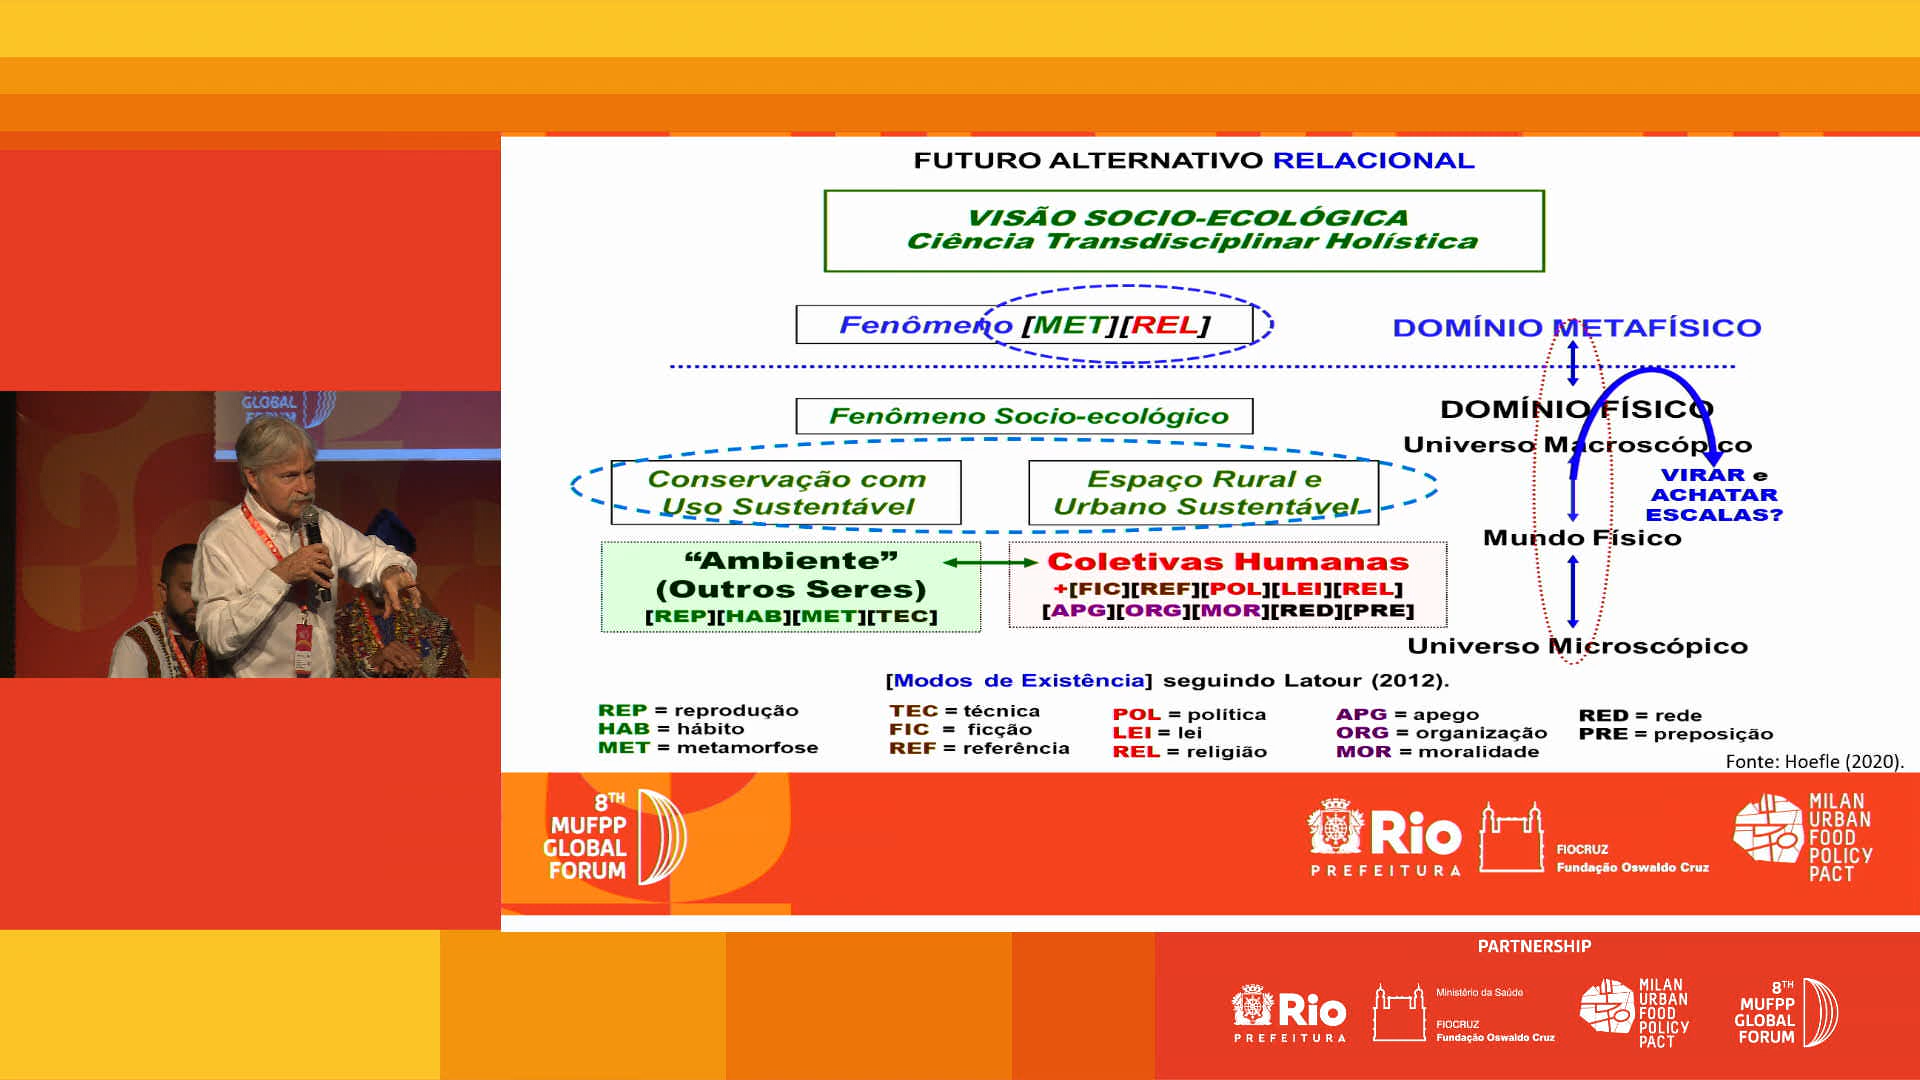 FUTURO ALTERNATIVO RELACIONAL
VISÃO SOCIO-ECOLÓGICA
Ciência Transdisciplinar Holística
Fenômeno [MET][REL]
DOMÍNIO METAFÍSICO
Fenômeno Socio-ecológico
DOMÍNIO FÍSICO
Universo Macroscópico
Conservação com
Uso Sustentável
Espaço Rural e
Urbano Sustentável
VIRAR e
ACHATAR
ESCALAS?
Mundo Físico
“Ambiente”
(Outros Seres)
[REP][HAB][MET][TEC]
Coletivas Humanas
+[FIC][REF][POL][LEI][REL]
[APG][ORG][MOR][RED][PRE]
Universo Microscópico
[Modos de Existência] seguindo Latour (2012).
REP = reprodução
HAB = hábito
MET = metamorfose
TEC = técnica
FIC = ficção
REF = referência
POL = política
LEI = lei
REL = religião
APG = apego
ORG = organização
MOR = moralidade
RED = rede
PRE = preposição
Fonte: Hoefle (2020).
GLOBAL
8TH
MUFPP
GLOBAL
FORUM
Rio
PREFEITURA
FIOCRUZ
Fundação Oswaldo Cruz
MILAN
URBAN
FOOD
POLICY
PACT
PARTNERSHIP
Rio
PREFEITURA
Ministério da Saúde
FIOCRUZ
Fundação Oswaldo Cruz
MILAN
URBAN
FOOD
POLICY
PACT
8TH
MUFPP
GLOBAL
FORUM